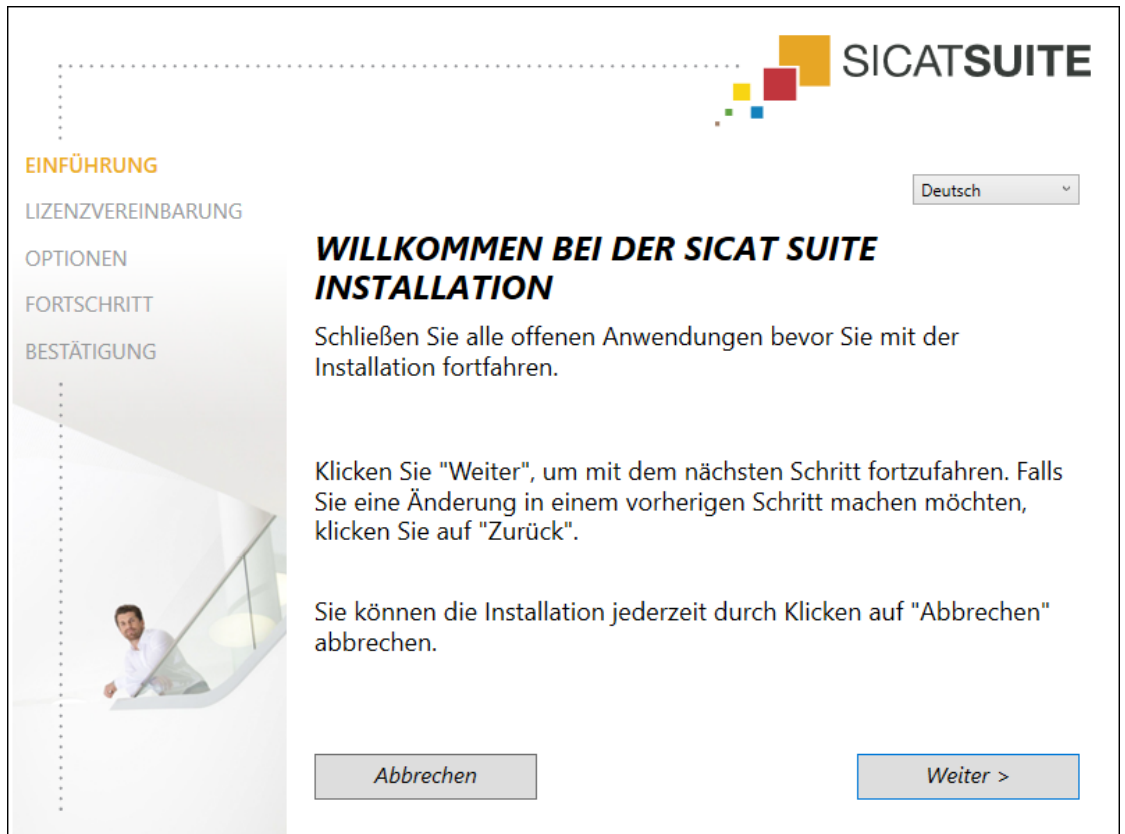 SICATSUITE
EINFÜHRUNG
LIZENZVEREINBARUNG
OPTIONEN
FORTSCHRITT
BESTÄTIGUNG
Deutsch
WILLKOMMEN BEI DER SICAT SUITE
INSTALLATION
Schließen Sie alle offenen Anwendungen bevor Sie mit der
Installation fortfahren.
Klicken Sie "Weiter", um mit dem nächsten Schritt fortzufahren. Falls
Sie eine Änderung in einem vorherigen Schritt machen möchten,
klicken Sie auf "Zurück".
Sie können die Installation jederzeit durch Klicken auf "Abbrechen"
abbrechen.
Abbrechen
Weiter >